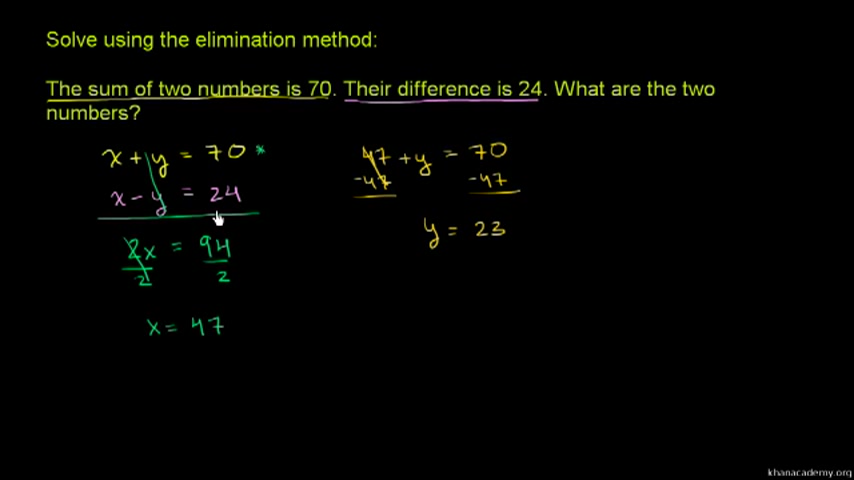 Solve using the elimination method:
The sum of two numbers is 70. Their difference is 24. What are the two
numbers?
x + y = 70 *
x - y = 24
2x = 94
2 2
x = 47
47 + y = 70
-47 -47
y = 23
khanacademy.org